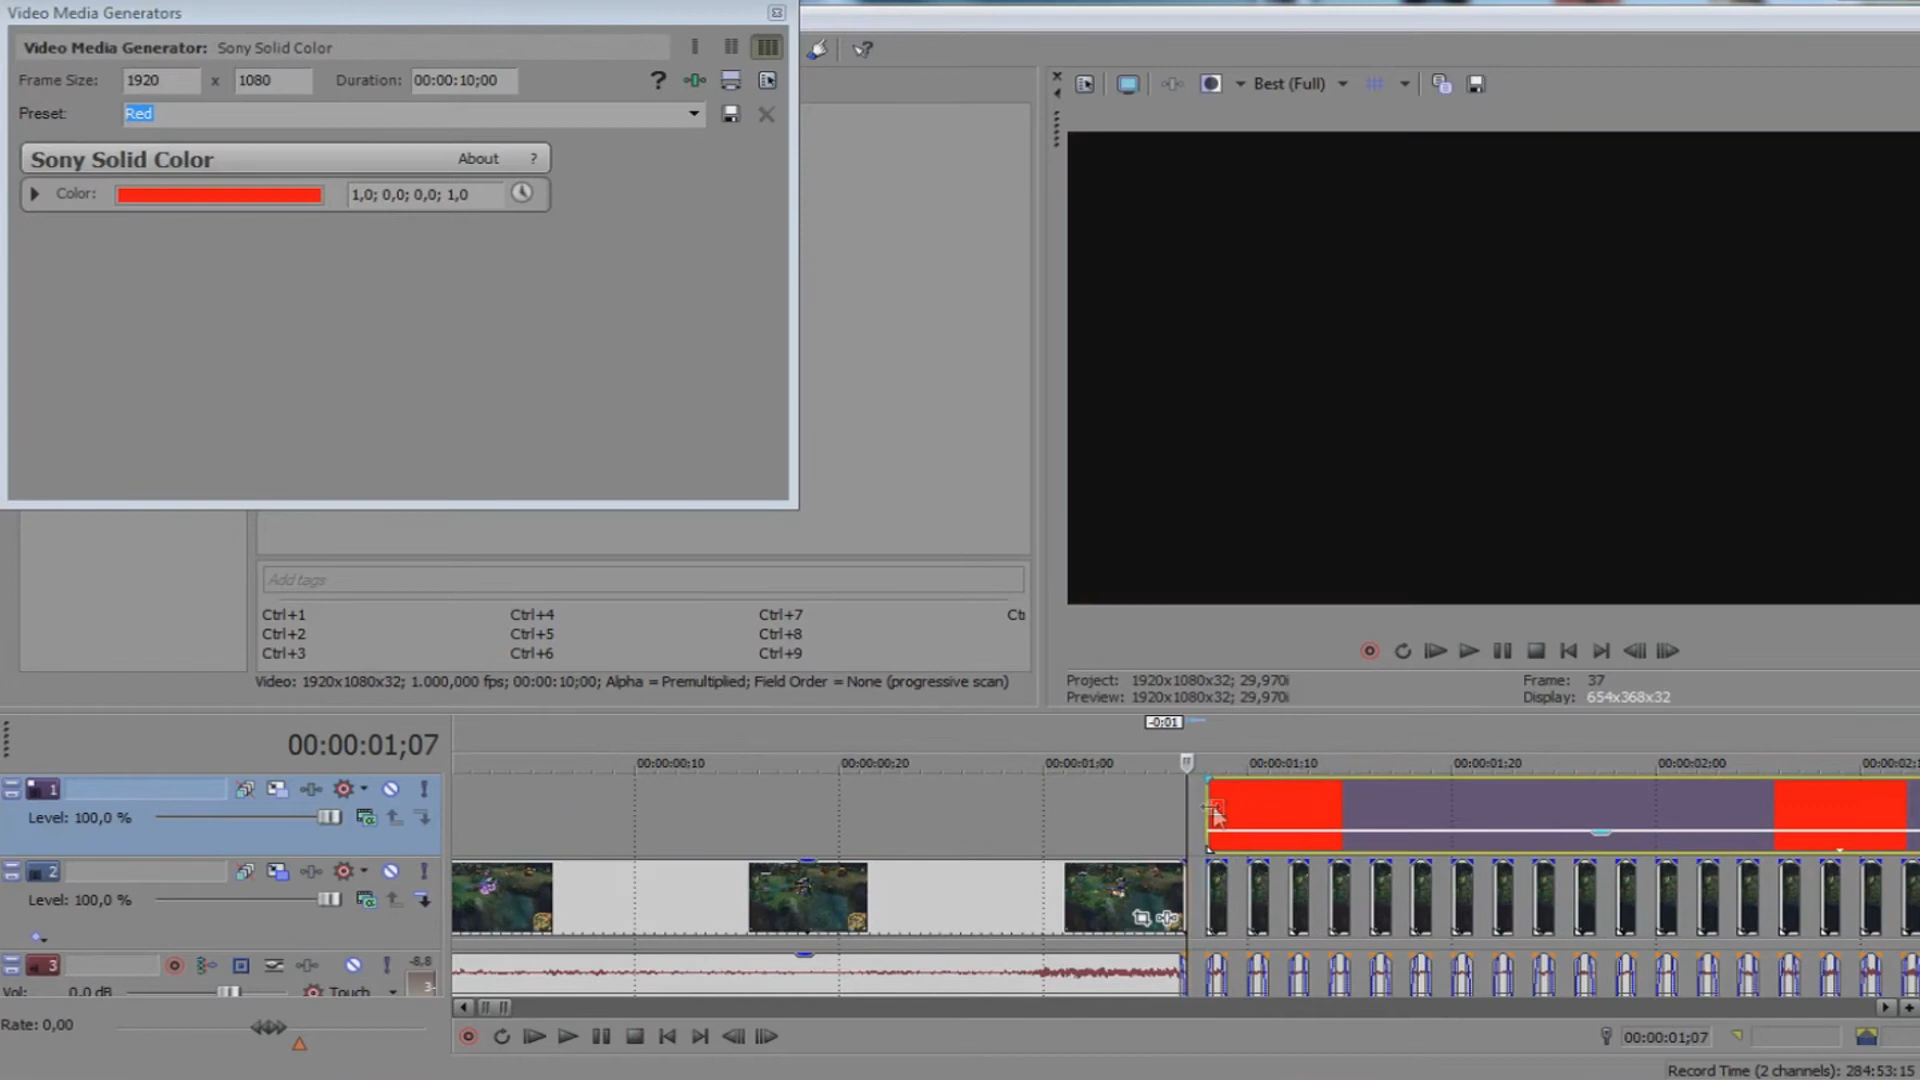 Video Media Generators
Video Media Generator: Sony Solid Color
Frame Size: 1920 x 1080 Duration: 00:00:10;00
Preset: Red
Sony Solid Color About ?
Color: 1,0; 0,0; 0,0; 1,0
Best (Full)
Add tags
Ctrl+1 Ctrl+4 Ctrl+7
Ctrl+2 Ctrl+5 Ctrl+8
Ctrl+3 Ctrl+6 Ctrl+9
Video: 1920x1080x32; 1.000,000 fps; 00:00:10;00; Alpha = Premultiplied; Field Order = None (progressive scan)
Project: 1920x1080x32; 29,970i Frame: 37
Preview: 1920x1080x32; 29,970i Display: 654x368x32
-0;01
00:00:01;07
00:00:00;10 00:00:00;20 00:00:01;00 00:00:01;10 00:00:01;20 00:00:02;00 00:00:02;1
1
Level: 100,0 %
2
Level: 100,0 %
3 -8,8
Vol: 0,0 dB Touch 3-
Rate: 0,00
00:00:01;07
Record Time (2 channels): 284:53:15